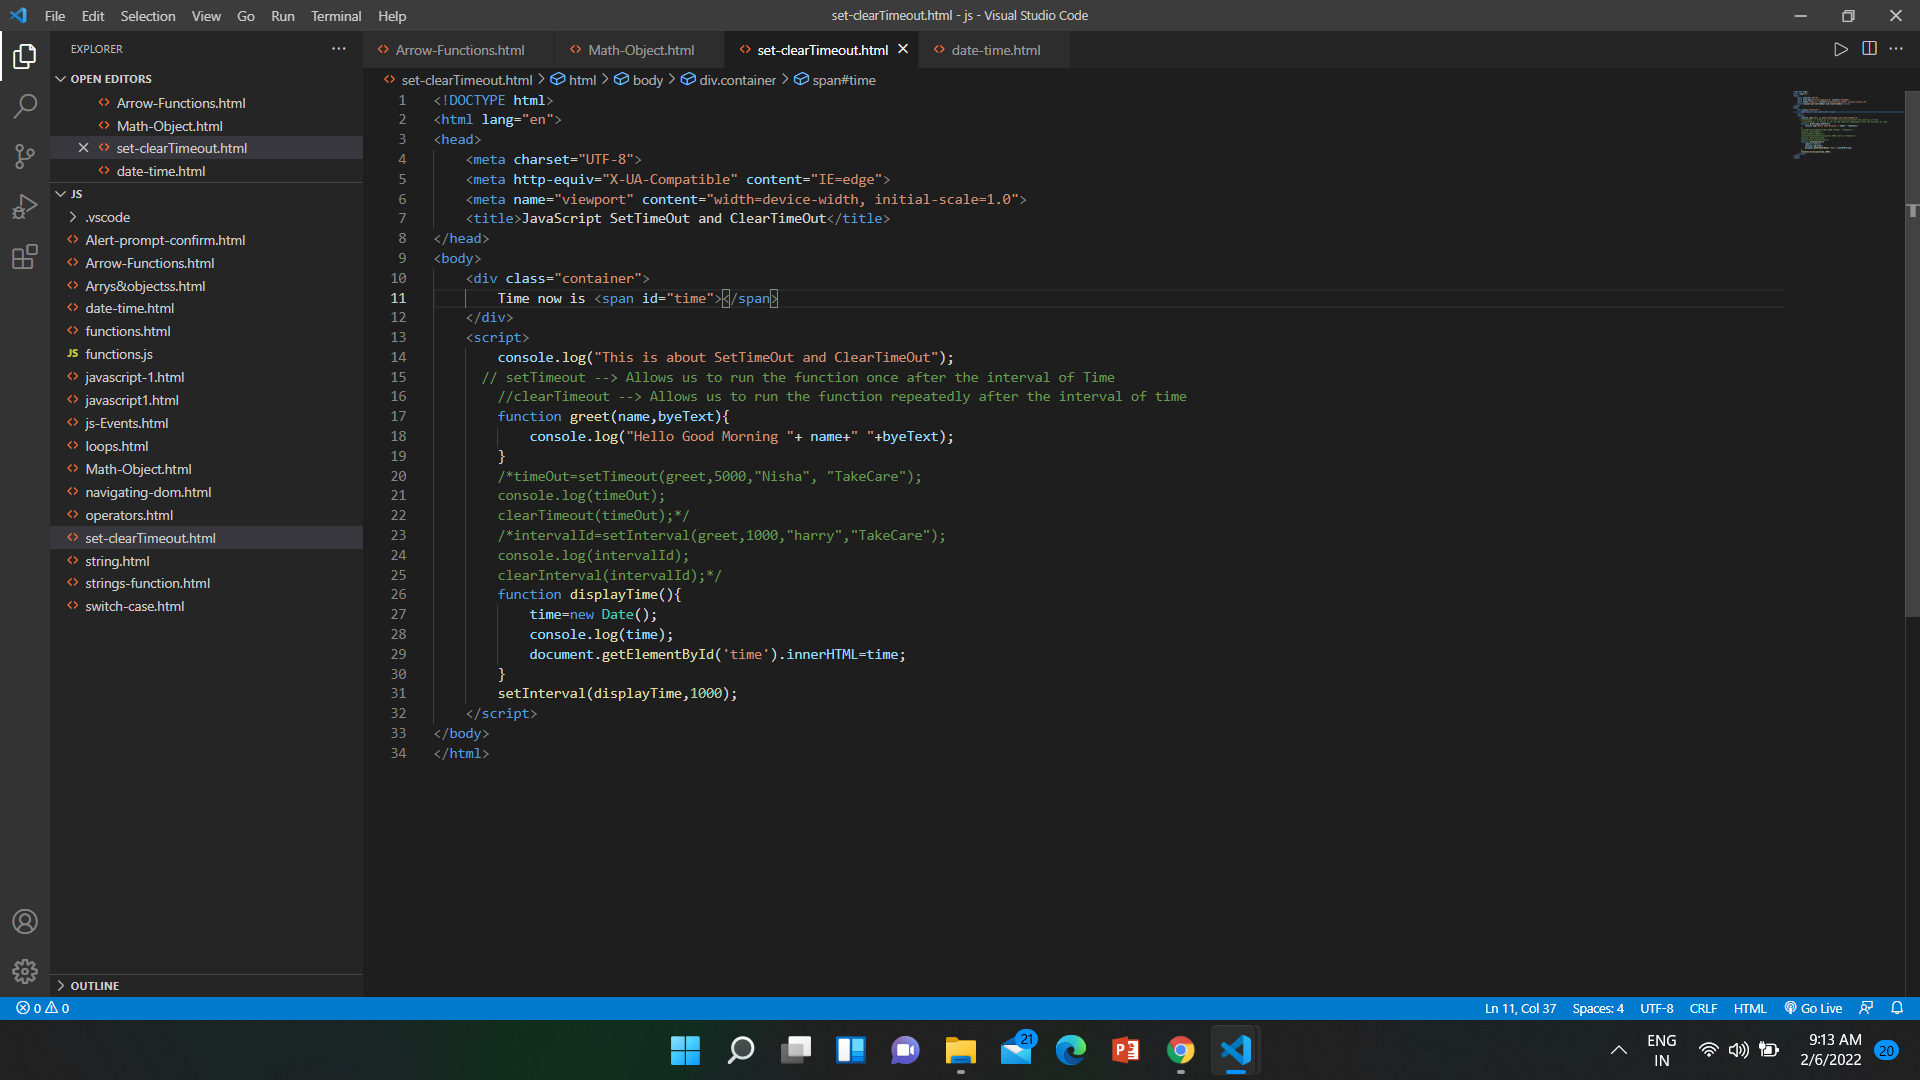 File Edit Selection View Go Run Terminal Help
set-clearTimeout.html - js - Visual Studio Code
EXPLORER
OPEN EDITORS
Arrow-Functions.html
Math-Object.html
set-clearTimeout.html
date-time.html
JS
.vscode
Alert-prompt-confirm.html
Arrow-Functions.html
Arrys&objectss.html
date-time.html
functions.html
JS functions.js
javascript-1.html
javascript1.html
js-Events.html
loops.html
Math-Object.html
navigating-dom.html
operators.html
set-clearTimeout.html
string.html
strings-function.html
switch-case.html
OUTLINE
Arrow-Functions.html Math-Object.html set-clearTimeout.html date-time.html
set-clearTimeout.html > html > body > div.container > span#time
1 <!DOCTYPE html>
2 <html lang="en">
3 <head>
4 <meta charset="UTF-8">
5 <meta http-equiv="X-UA-Compatible" content="IE=edge">
6 <meta name="viewport" content="width=device-width, initial-scale=1.0">
7 <title>JavaScript SetTimeOut and ClearTimeOut</title>
8 </head>
9 <body>
10 <div class="container">
11 Time now is <span id="time"></span>
12 </div>
13 <script>
14 console.log("This is about SetTimeOut and ClearTimeOut");
15 // setTimeout --> Allows us to run the function once after the interval of Time
16 //clearTimeout --> Allows us to run the function repeatedly after the interval of time
17 function greet(name,byeText){
18 console.log("Hello Good Morning "+ name+" "+byeText);
19 }
20 /*timeOut=setTimeout(greet,5000,"Nisha", "TakeCare");
21 console.log(timeOut);
22 clearTimeout(timeOut);*/
23 /*intervalId=setInterval(greet,1000,"harry","TakeCare");
24 console.log(intervalId);
25 clearInterval(intervalId);*/
26 function displayTime(){
27 time=new Date();
28 console.log(time);
29 document.getElementById('time').innerHTML=time;
30 }
31 setInterval(displayTime,1000);
32 </script>
33 </body>
34 </html>
0 0
Ln 11, Col 37 Spaces: 4 UTF-8 CRLF HTML Go Live
21
ENG
IN
9:13 AM
2/6/2022
20